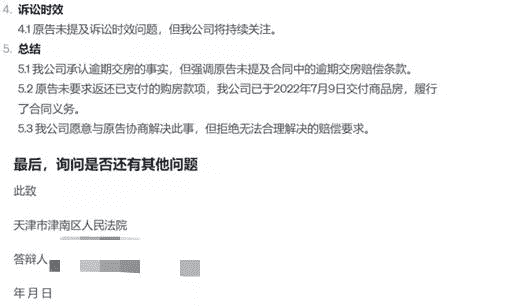 4. 诉讼时效
4.1 原告未提及诉讼时效问题，但我公司将持续关注。
5. 总结
5.1 我公司承认逾期交房的事实，但强调原告未提及合同中的逾期交房赔偿条款。
5.2 原告未要求返还已支付的购房款项，我公司已于2022年7月9日交付商品房，履行
了合同义务。
5.3 我公司愿意与原告协商解决此事，但拒绝无法合理解决的赔偿要求。
最后，询问是否还有其他问题
此致
天津市津南区人民法院
答辩人
年 月 日